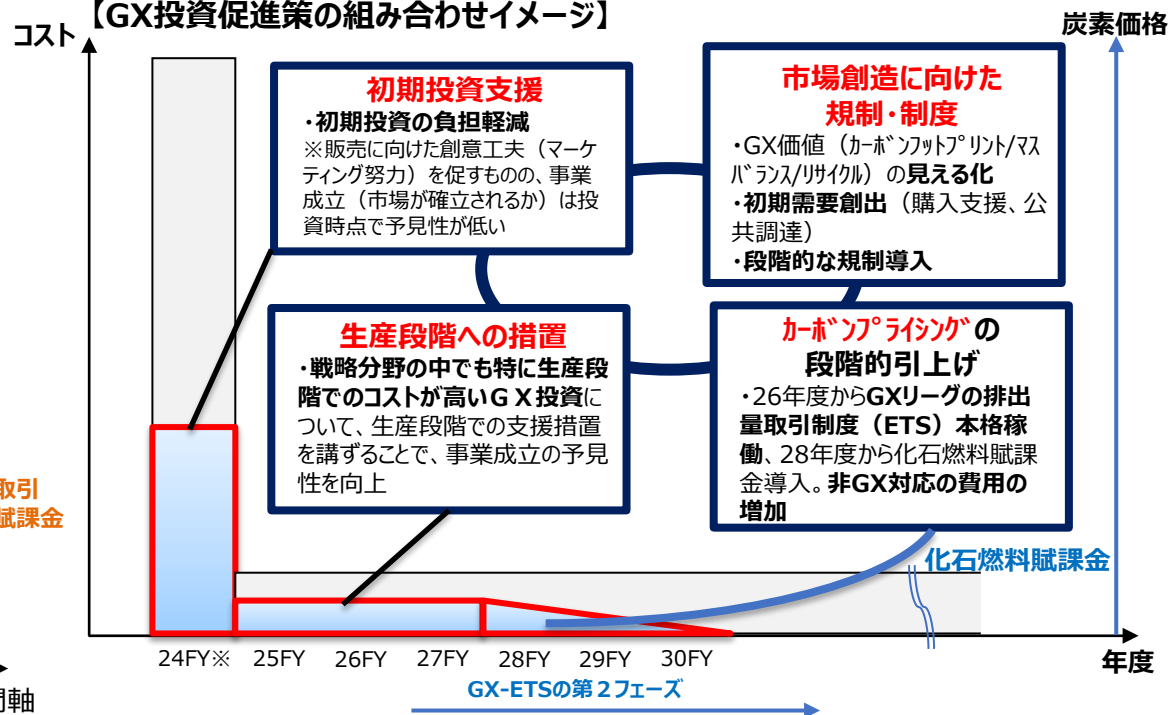 【GX投資促進策の組み合わせイメージ】
コスト
炭素価格
初期投資支援
・初期投資の負担軽減
※販売に向けた創意工夫（マーケ
ティング努力）を促すものの、事業
成立（市場が確立されるか）は投
資時点で予見性が低い
市場創造に向けた
規制・制度
・GX価値（ｶｰﾎﾞﾝﾌｯﾄﾌﾟﾘﾝﾄ/ﾏｽ
ﾊﾞﾗﾝｽ/ﾘｻｲｸﾙ）の見える化
・初期需要創出（購入支援、公
共調達）
・段階的な規制導入
生産段階への措置
・戦略分野の中でも特に生産段
階でのコストが高いＧＸ投資に
ついて、生産段階での支援措置
を講ずることで、事業成立の予見
性を向上
ｶｰﾎﾞﾝﾌﾟﾗｲｼﾝｸﾞの
段階的引上げ
・26年度からGXリーグの排出
量取引制度（ETS）本格稼
働、28年度から化石燃料賦課
金導入。非GX対応の費用の
増加
取引
賦課金
化石燃料賦課金
24FY※ 25FY 26FY 27FY 28FY 29FY 30FY
年度
GX-ETSの第２フェーズ
軸